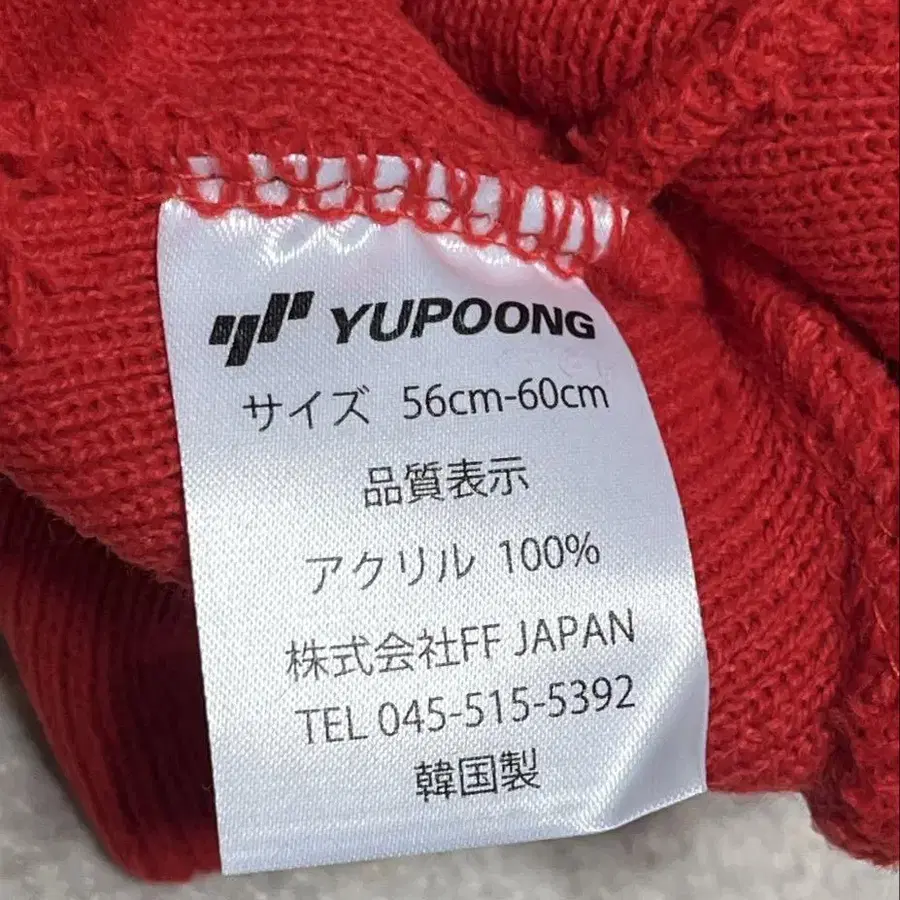 YUPOONG
サイズ 56cm-60cm
品質表示
アクリル 100%
株式会社FF JAPAN
TEL 045-515-5392
韓国製